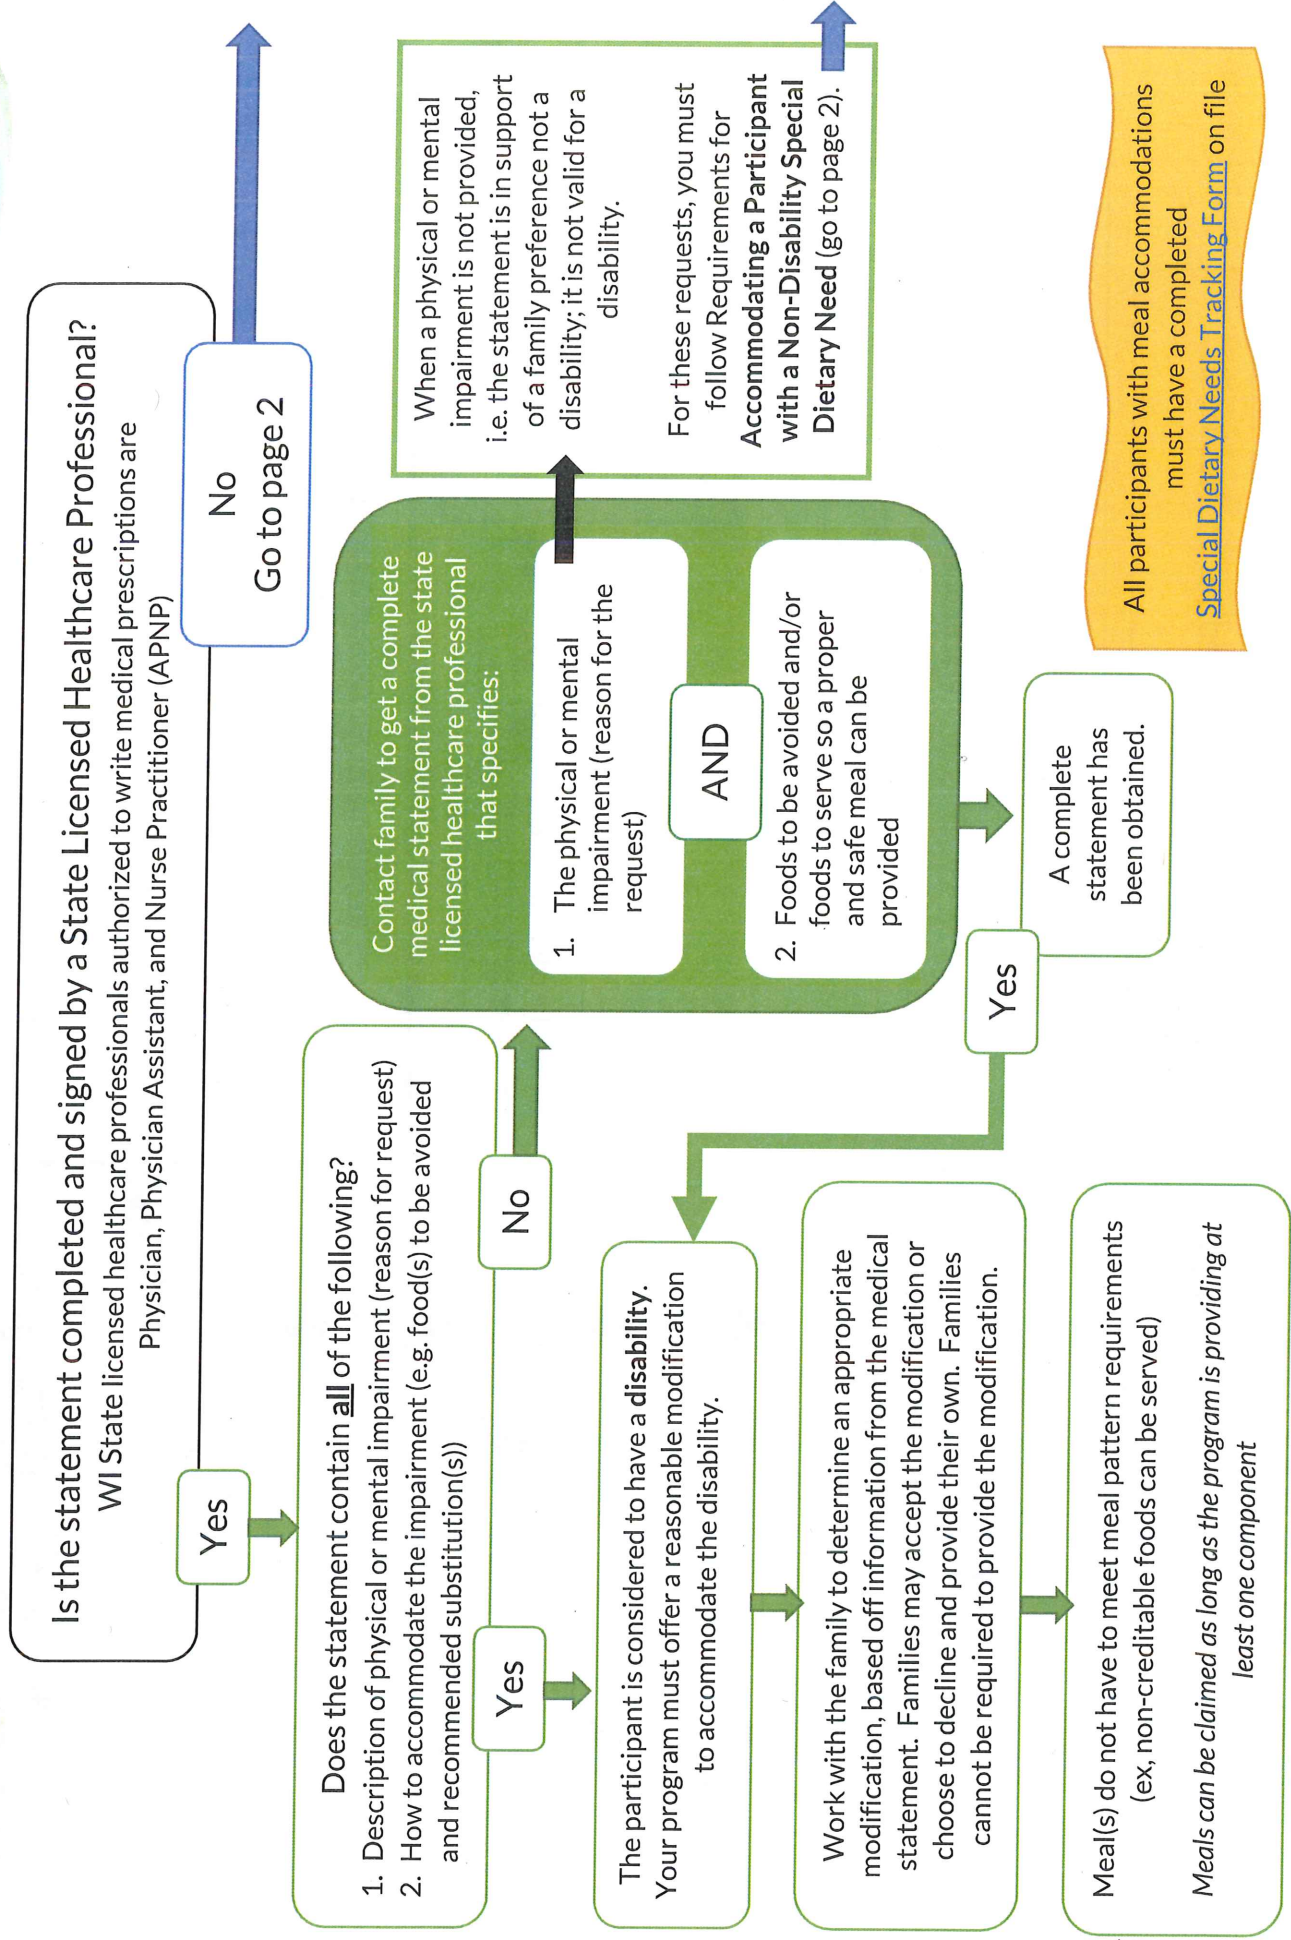 Is the statement completed and signed by a State Licensed Healthcare Professional?
WI State licensed healthcare professionals authorized to write medical prescriptions are
Physician, Physician Assistant, and Nurse Practitioner (APNP)
Yes
No
Go to page 2
Does the statement contain all of the following?
1. Description of physical or mental impairment (reason for request)
2. How to accommodate the impairment (e.g. food(s) to be avoided
and recommended substitution(s))
Yes
No
Contact family to get a complete
medical statement from the state
licensed healthcare professional
that specifies:
1. The physical or mental
impairment (reason for the
request)
AND
2. Foods to be avoided and/or
foods to serve so a proper
and safe meal can be
provided
When a physical or mental
impairment is not provided,
i.e. the statement is in support
of a family preference not a
disability; it is not valid for a
disability.
For these requests, you must
follow Requirements for
Accommodating a Participant
with a Non-Disability Special
Dietary Need (go to page 2).
The participant is considered to have a disability.
Your program must offer a reasonable modification
to accommodate the disability.
Yes
A complete
statement has
been obtained.
Work with the family to determine an appropriate
modification, based off information from the medical
statement. Families may accept the modification or
choose to decline and provide their own. Families
cannot be required to provide the modification.
Meal(s) do not have to meet meal pattern requirements
(ex, non-creditable foods can be served)
Meals can be claimed as long as the program is providing at
least one component
All participants with meal accommodations
must have a completed
Special Dietary Needs Tracking Form on file